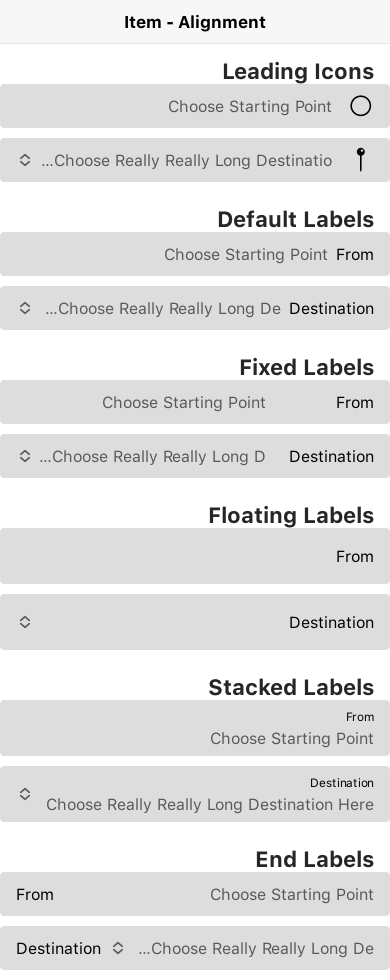 Item - Alignment
Leading Icons
Choose Starting Point
...Choose Really Really Long Destinatio
Default Labels
From Choose Starting Point
Destination ...Choose Really Really Long De
Fixed Labels
From Choose Starting Point
Destination ...Choose Really Really Long D
Floating Labels
From
Destination
Stacked Labels
From
Choose Starting Point
Destination
Choose Really Really Long Destination Here
End Labels
Choose Starting Point From
...Choose Really Really Long De Destination